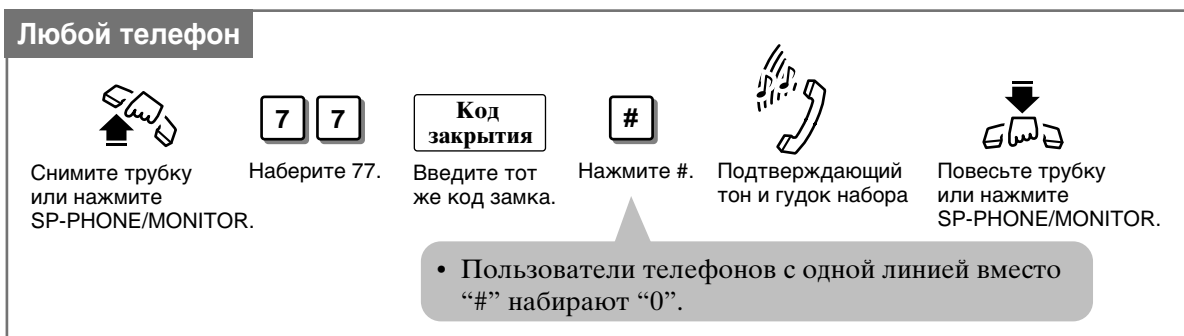 Любой телефон
7 7
Код
закрытия
#
Снимите трубку
или нажмите
SP-PHONE/MONITOR.
Наберите 77.
Введите тот
же код замка.
Нажмите #.
Подтверждающий
тон и гудок набора
Повесьте трубку
или нажмите
SP-PHONE/MONITOR.
• Пользователи телефонов с одной линией вместо
“#” набирают “0”.